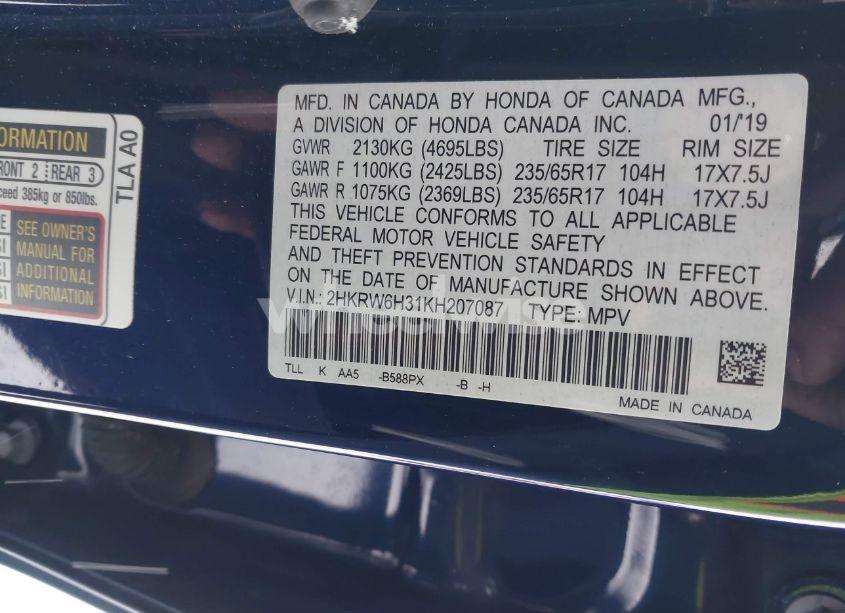 ORMATION
RONT 2 REAR 3
ceed 385kg or 850lbs.
SEE OWNER'S
MANUAL FOR
ADDITIONAL
INFORMATION
TLA A0
MFD. IN CANADA BY HONDA OF CANADA MFG.,
A DIVISION OF HONDA CANADA INC. 01/'19
GVWR 2130KG (4695LBS) TIRE SIZE RIM SIZE
GAWR F 1100KG (2425LBS) 235/65R17 104H 17X7.5J
GAWR R 1075KG (2369LBS) 235/65R17 104H 17X7.5J
THIS VEHICLE CONFORMS TO ALL APPLICABLE
FEDERAL MOTOR VEHICLE SAFETY
AND THEFT PREVENTION STANDARDS IN EFFECT
ON THE DATE OF MANUFACTURE SHOWN ABOVE.
V.I.N.: 2HKRW6H31KH207087 TYPE: MPV
TLL K AA5 -B588PX -B -H
MADE IN CANADA
wheelwise